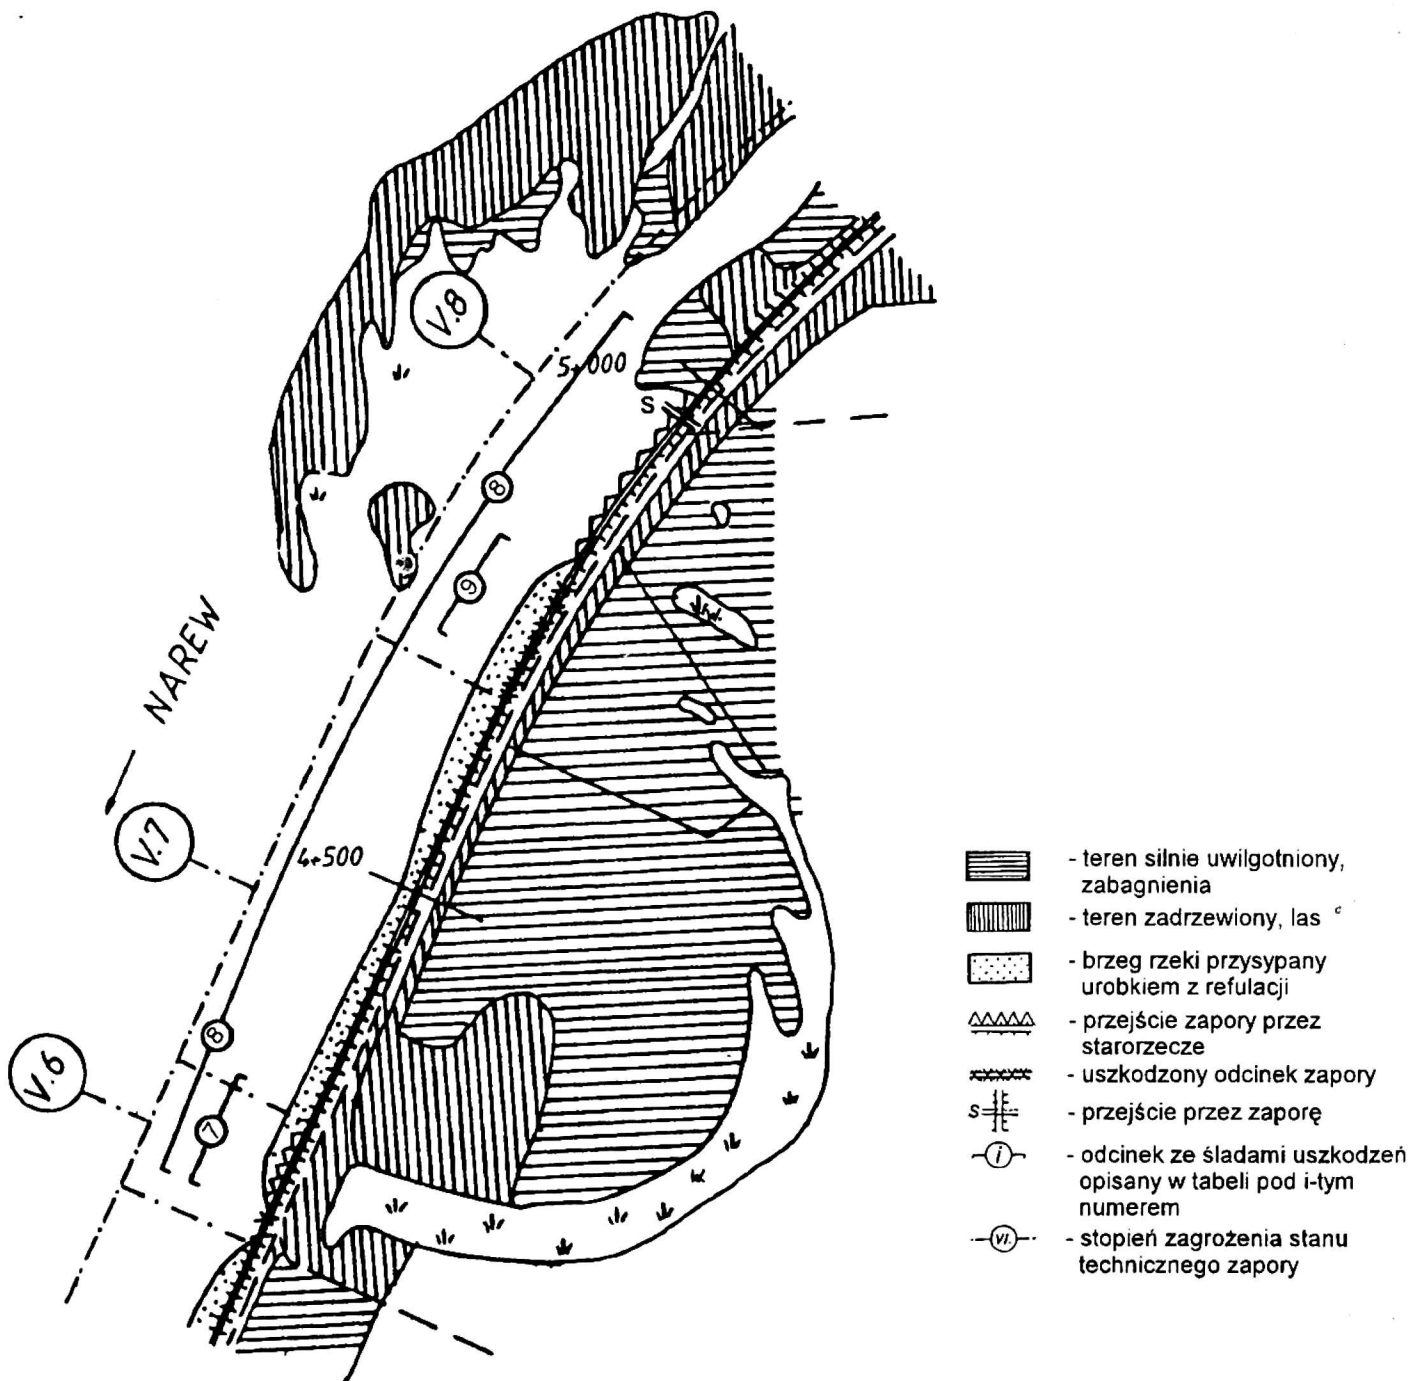 V.8
5+000
S
8
9
NAREW
V.7
4+500
8
V.6
7
- teren silnie uwilgotniony,
zabagnienia
- teren zadrzewiony, las c
- brzeg rzeki przysypany
urobkiem z refulacji
- przejście zapory przez
starorzecze
- uszkodzony odcinek zapory
S
- przejście przez zaporę
i
- odcinek ze śladami uszkodzeń
opisany w tabeli pod i-tym
numerem
VI.
- stopień zagrożenia stanu
technicznego zapory